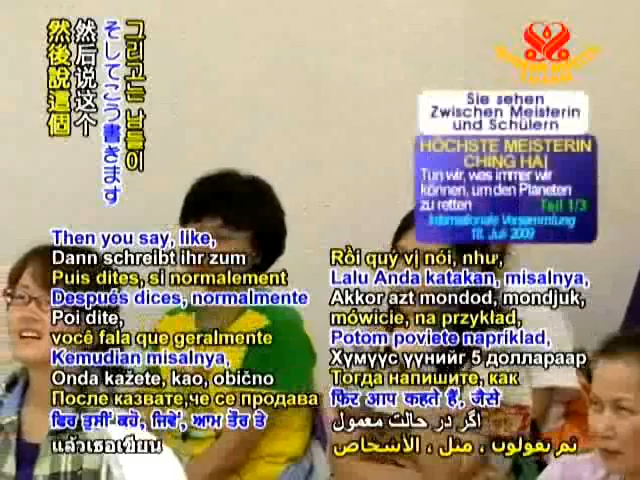 그리고는 남들이
そしてこう書きます
然后说这个
然後說這個
Sie sehen
Zwischen Meisterin
und Schülern
HÖCHSTE MEISTERIN
CHING HAI
Tun wir, was immer wir
können, um den Planeten
zu retten Teil 1/3
Internationale Versammlung
18. Juli 2009
Then you say, like,
Dann schreibt ihr zum
Puis dites, si normalement
Después dices, normalmente
Poi dite,
você fala que geralmente
Kemudian misalnya,
Onda kažete, kao, obično
После казвате,че се продава
ਫਿਰ ਤੁਸੀਂ ਕਹੋ, ਜਿਵੇਂ, ਆਮ ਤੌਰ ਤੇ
แล้วเธอเขียน
Rồi quý vị nói, như,
Lalu Anda katakan, misalnya,
Akkor azt mondod, mondjuk,
mówicie, na przykład,
Potom poviete napríklad,
Хүмүүс үүнийг 5 доллараар
Тогда напишите, как
फिर आप कहते हैं, जैसे
اگر در حالت معمول
ثم تقولون ، مثل ، الأشخاص